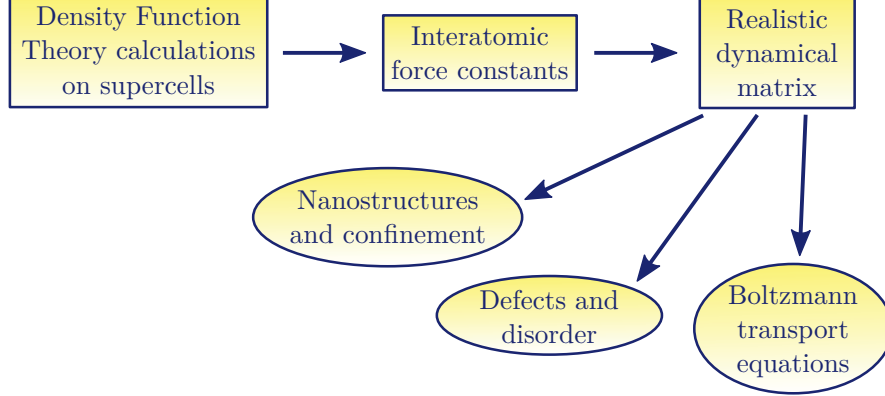 Density Function
Theory calculations
on supercells
Interatomic
force constants
Realistic
dynamical
matrix
Nanostructures
and confinement
Defects and
disorder
Boltzmann
transport
equations